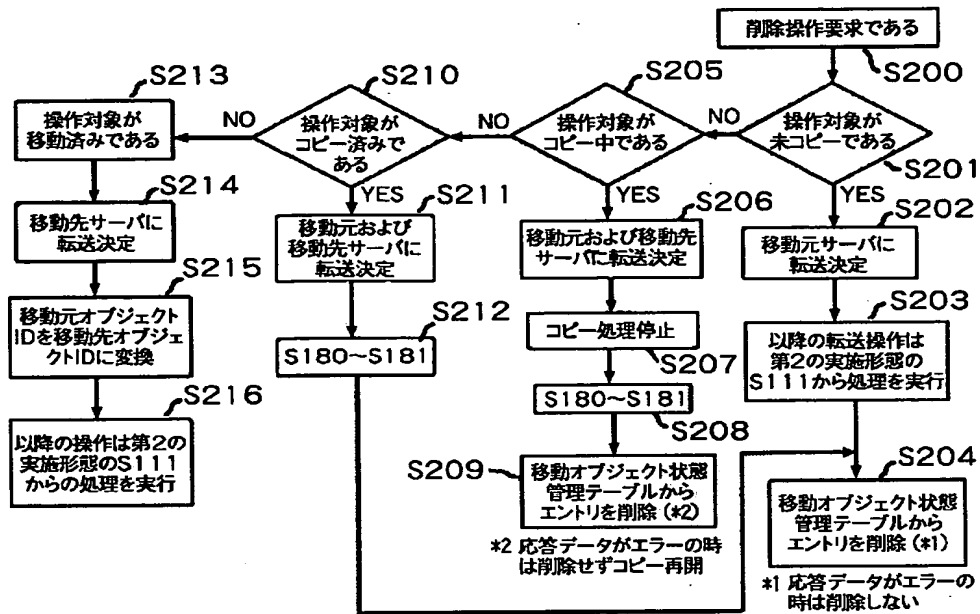 削除操作要求である
S200
操作対象が
未コピーである
S201
NO
YES
S202
移動元サーバに
転送決定
S203
以降の転送操作は
第2の実施形態の
S111から処理を実行
S204
移動オブジェクト状態
管理テーブルから
エントリを削除(*1)
*1 応答データがエラーの
時は削除しない
S205
操作対象が
コピー中である
NO
YES
S206
移動元および移動先
サーバに転送決定
コピー処理停止
S207
S180~S181
S208
S209
移動オブジェクト状態
管理テーブルから
エントリを削除(*2)
*2 応答データがエラーの時
は削除せずコピー再開
S210
操作対象が
コピー済みで
ある
NO
YES
S211
移動元および
移動先サーバに
転送決定
S212
S180~S181
S213
操作対象が
移動済みである
S214
移動先サーバに
転送決定
S215
移動元オブジェクト
IDを移動先オブジ
ェクトIDに変換
S216
以降の操作は第2の
実施形態のS111
からの処理を実行